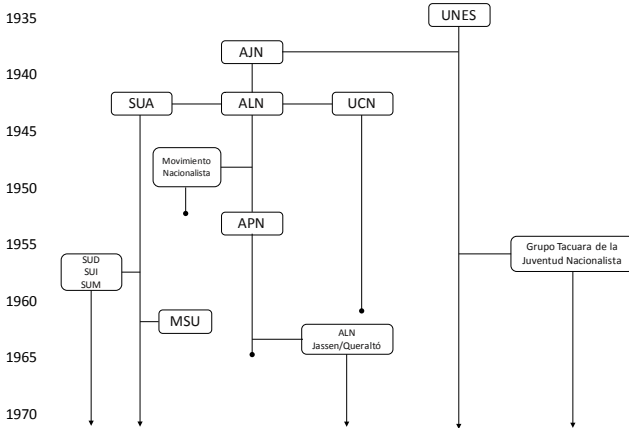 1935
UNES
AJN
1940
SUA
ALN
UCN
1945
Movimiento
Nacionalista
1950
APN
1955
Grupo Tacuara de la
Juventud Nacionalista
SUD
SUI
SUM
1960
MSU
ALN
Jassen/Queraltó
1965
1970